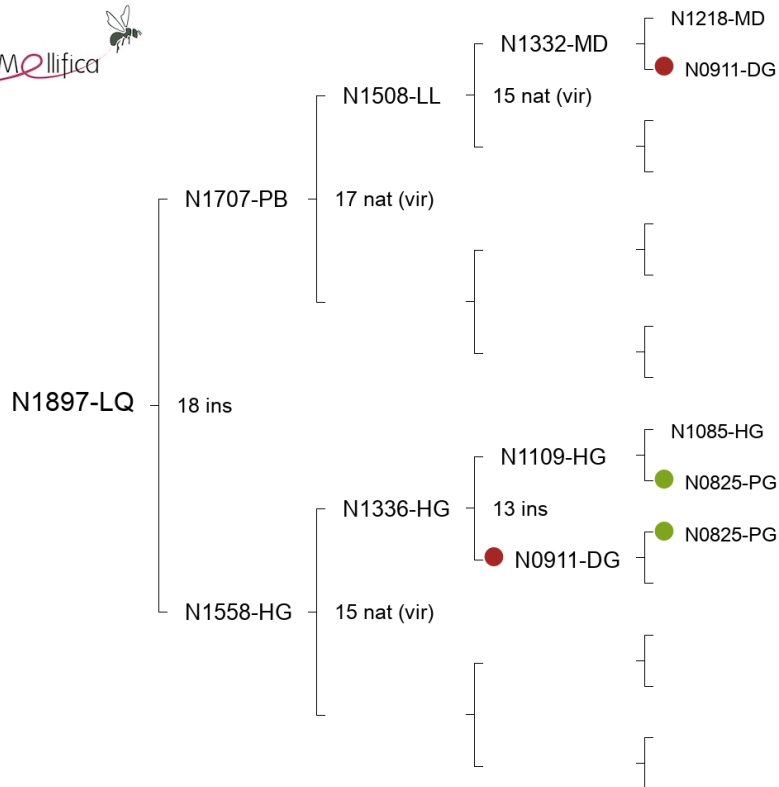 N1218-MD
Mellifica
N1332-MD
N0911-DG
N1508-LL
15 nat (vir)
N1707-PB
17 nat (vir)
N1897-LQ
18 ins
N1085-HG
N1109-HG
N0825-PG
N1336-HG
13 ins
N0825-PG
N0911-DG
N1558-HG
15 nat (vir)